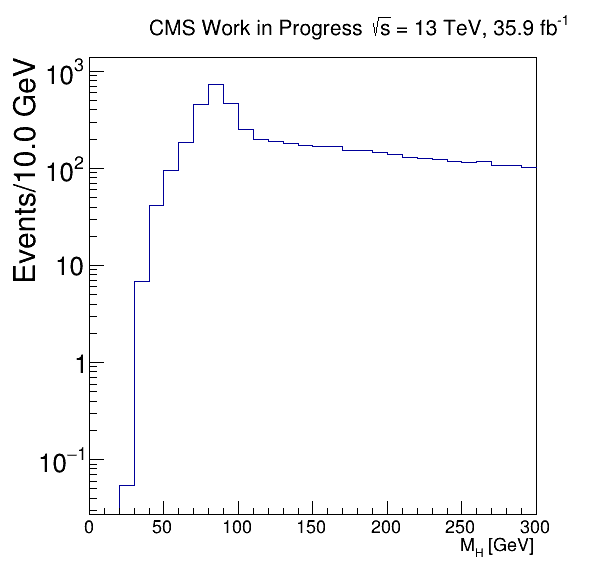 CMS Work in Progress √s = 13 TeV, 35.9 fb⁻¹
Events/10.0 GeV
10³
10²
10
1
10⁻¹
0 50 100 150 200 250 300
M_H [GeV]